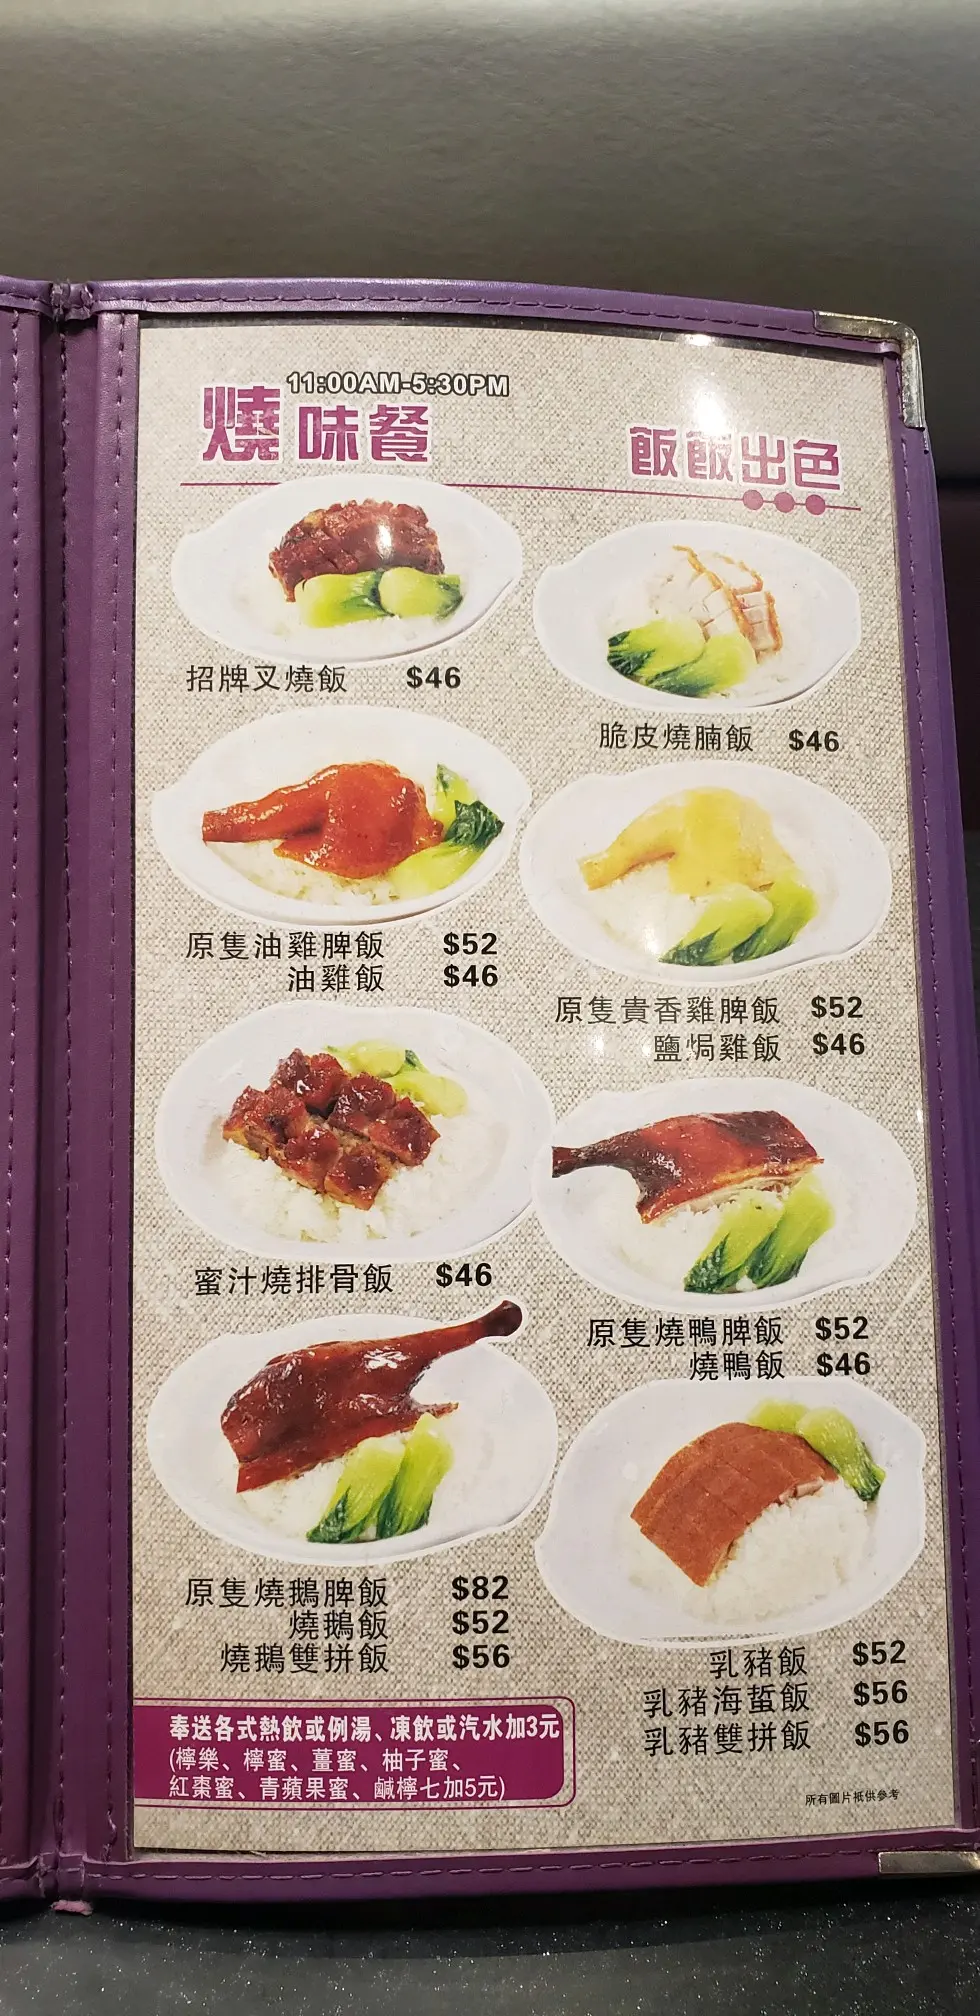 11:00AM-5:30PM
燒味餐
飯飯出色
招牌叉燒飯 $46
脆皮燒腩飯 $46
原隻油雞脾飯 $52
油雞飯 $46
原隻貴香雞脾飯 $52
鹽焗雞飯 $46
蜜汁燒排骨飯 $46
原隻燒鴨脾飯 $52
燒鴨飯 $46
原隻燒鵝脾飯 $82
燒鵝飯 $52
燒鵝雙拼飯 $56
乳豬飯 $52
乳豬海蜇飯 $56
乳豬雙拼飯 $56
奉送各式熱飲或例湯、凍飲或汽水加3元
(檸樂、檸蜜、薑蜜、柚子蜜、
紅棗蜜、青蘋果蜜、鹹檸七加5元)
所有圖片祇供參考